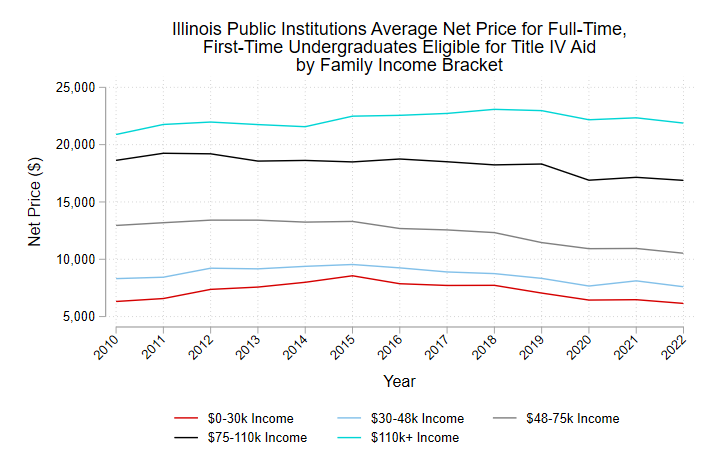 Illinois Public Institutions Average Net Price for Full-Time,
First-Time Undergraduates Eligible for Title IV Aid
by Family Income Bracket
Net Price ($)
25,000
20,000
15,000
10,000
5,000
2010 2011 2012 2013 2014 2015 2016 2017 2018 2019 2020 2021 2022
Year
$0-30k Income $30-48k Income $48-75k Income
$75-110k Income $110k+ Income